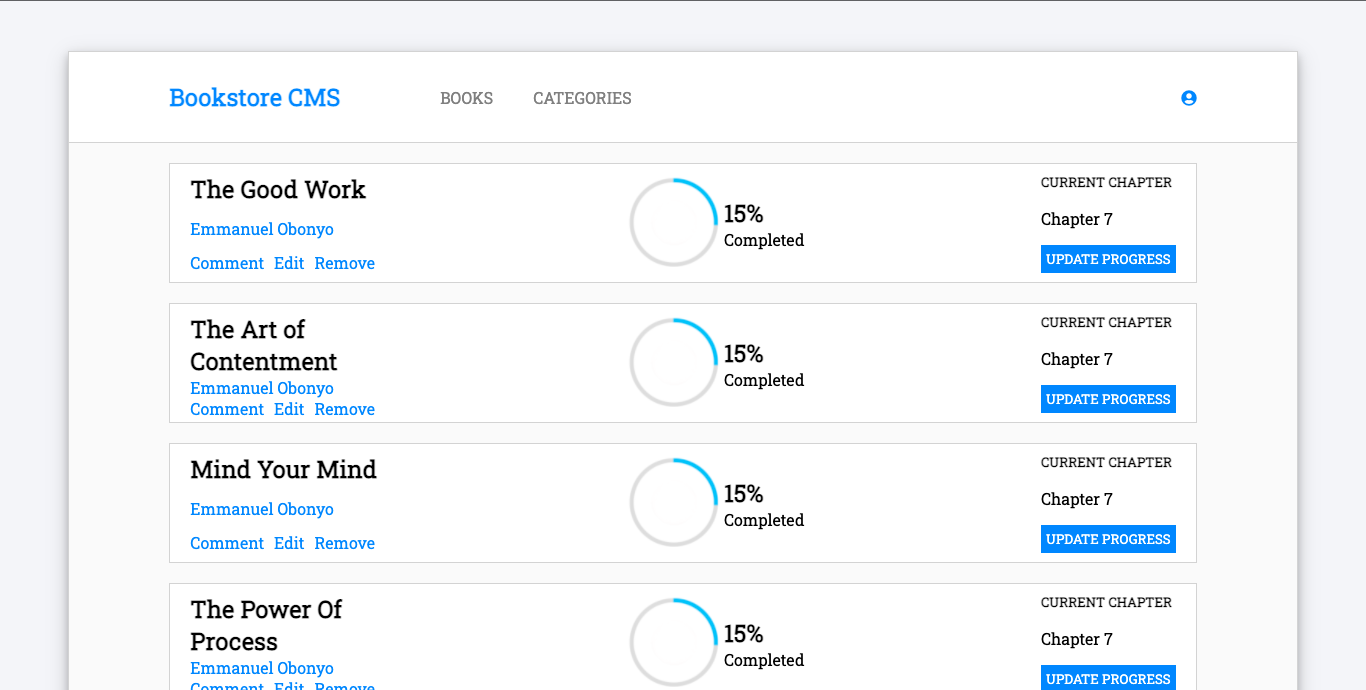 Bookstore CMS BOOKS CATEGORIES
The Good Work
Emmanuel Obonyo
Comment Edit Remove
15%
Completed
CURRENT CHAPTER
Chapter 7
UPDATE PROGRESS
The Art of
Contentment
Emmanuel Obonyo
Comment Edit Remove
15%
Completed
CURRENT CHAPTER
Chapter 7
UPDATE PROGRESS
Mind Your Mind
Emmanuel Obonyo
Comment Edit Remove
15%
Completed
CURRENT CHAPTER
Chapter 7
UPDATE PROGRESS
The Power Of
Process
Emmanuel Obonyo
Comment Edit Remove
15%
Completed
CURRENT CHAPTER
Chapter 7
UPDATE PROGRESS